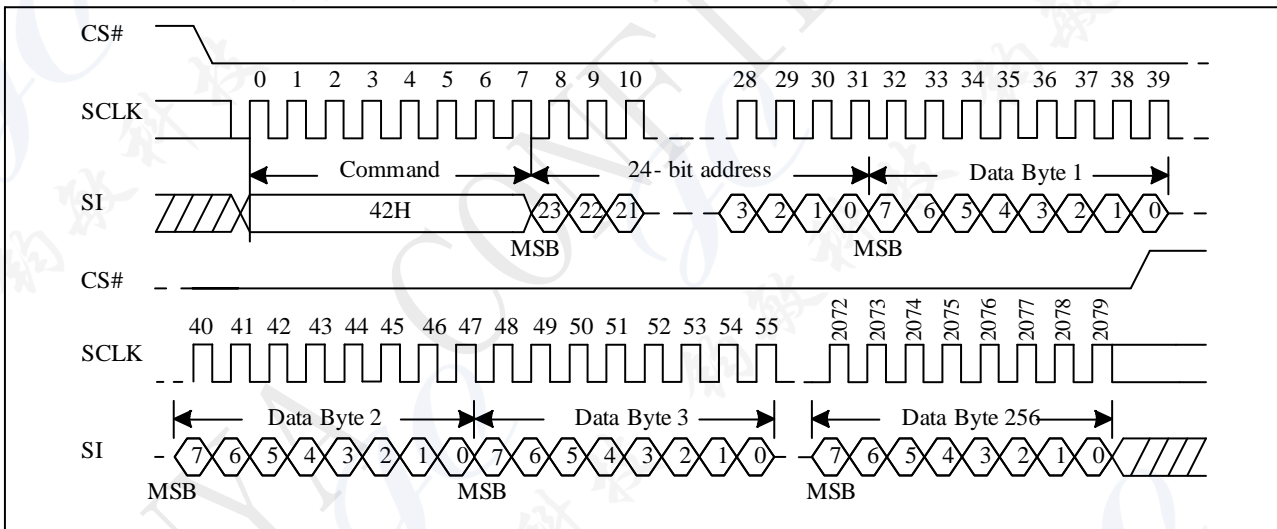 CS#
0 1 2 3 4 5 6 7 8 9 10 28 29 30 31 32 33 34 35 36 37 38 39
SCLK
Command 24- bit address Data Byte 1
SI
42H 23 22 21 3 2 1 0 7 6 5 4 3 2 1 0
MSB MSB
CS#
40 41 42 43 44 45 46 47 48 49 50 51 52 53 54 55 2072 2073 2074 2075 2076 2077 2078 2079
SCLK
Data Byte 2 Data Byte 3 Data Byte 256
SI
7 6 5 4 3 2 1 0 7 6 5 4 3 2 1 0 7 6 5 4 3 2 1 0
MSB MSB MSB